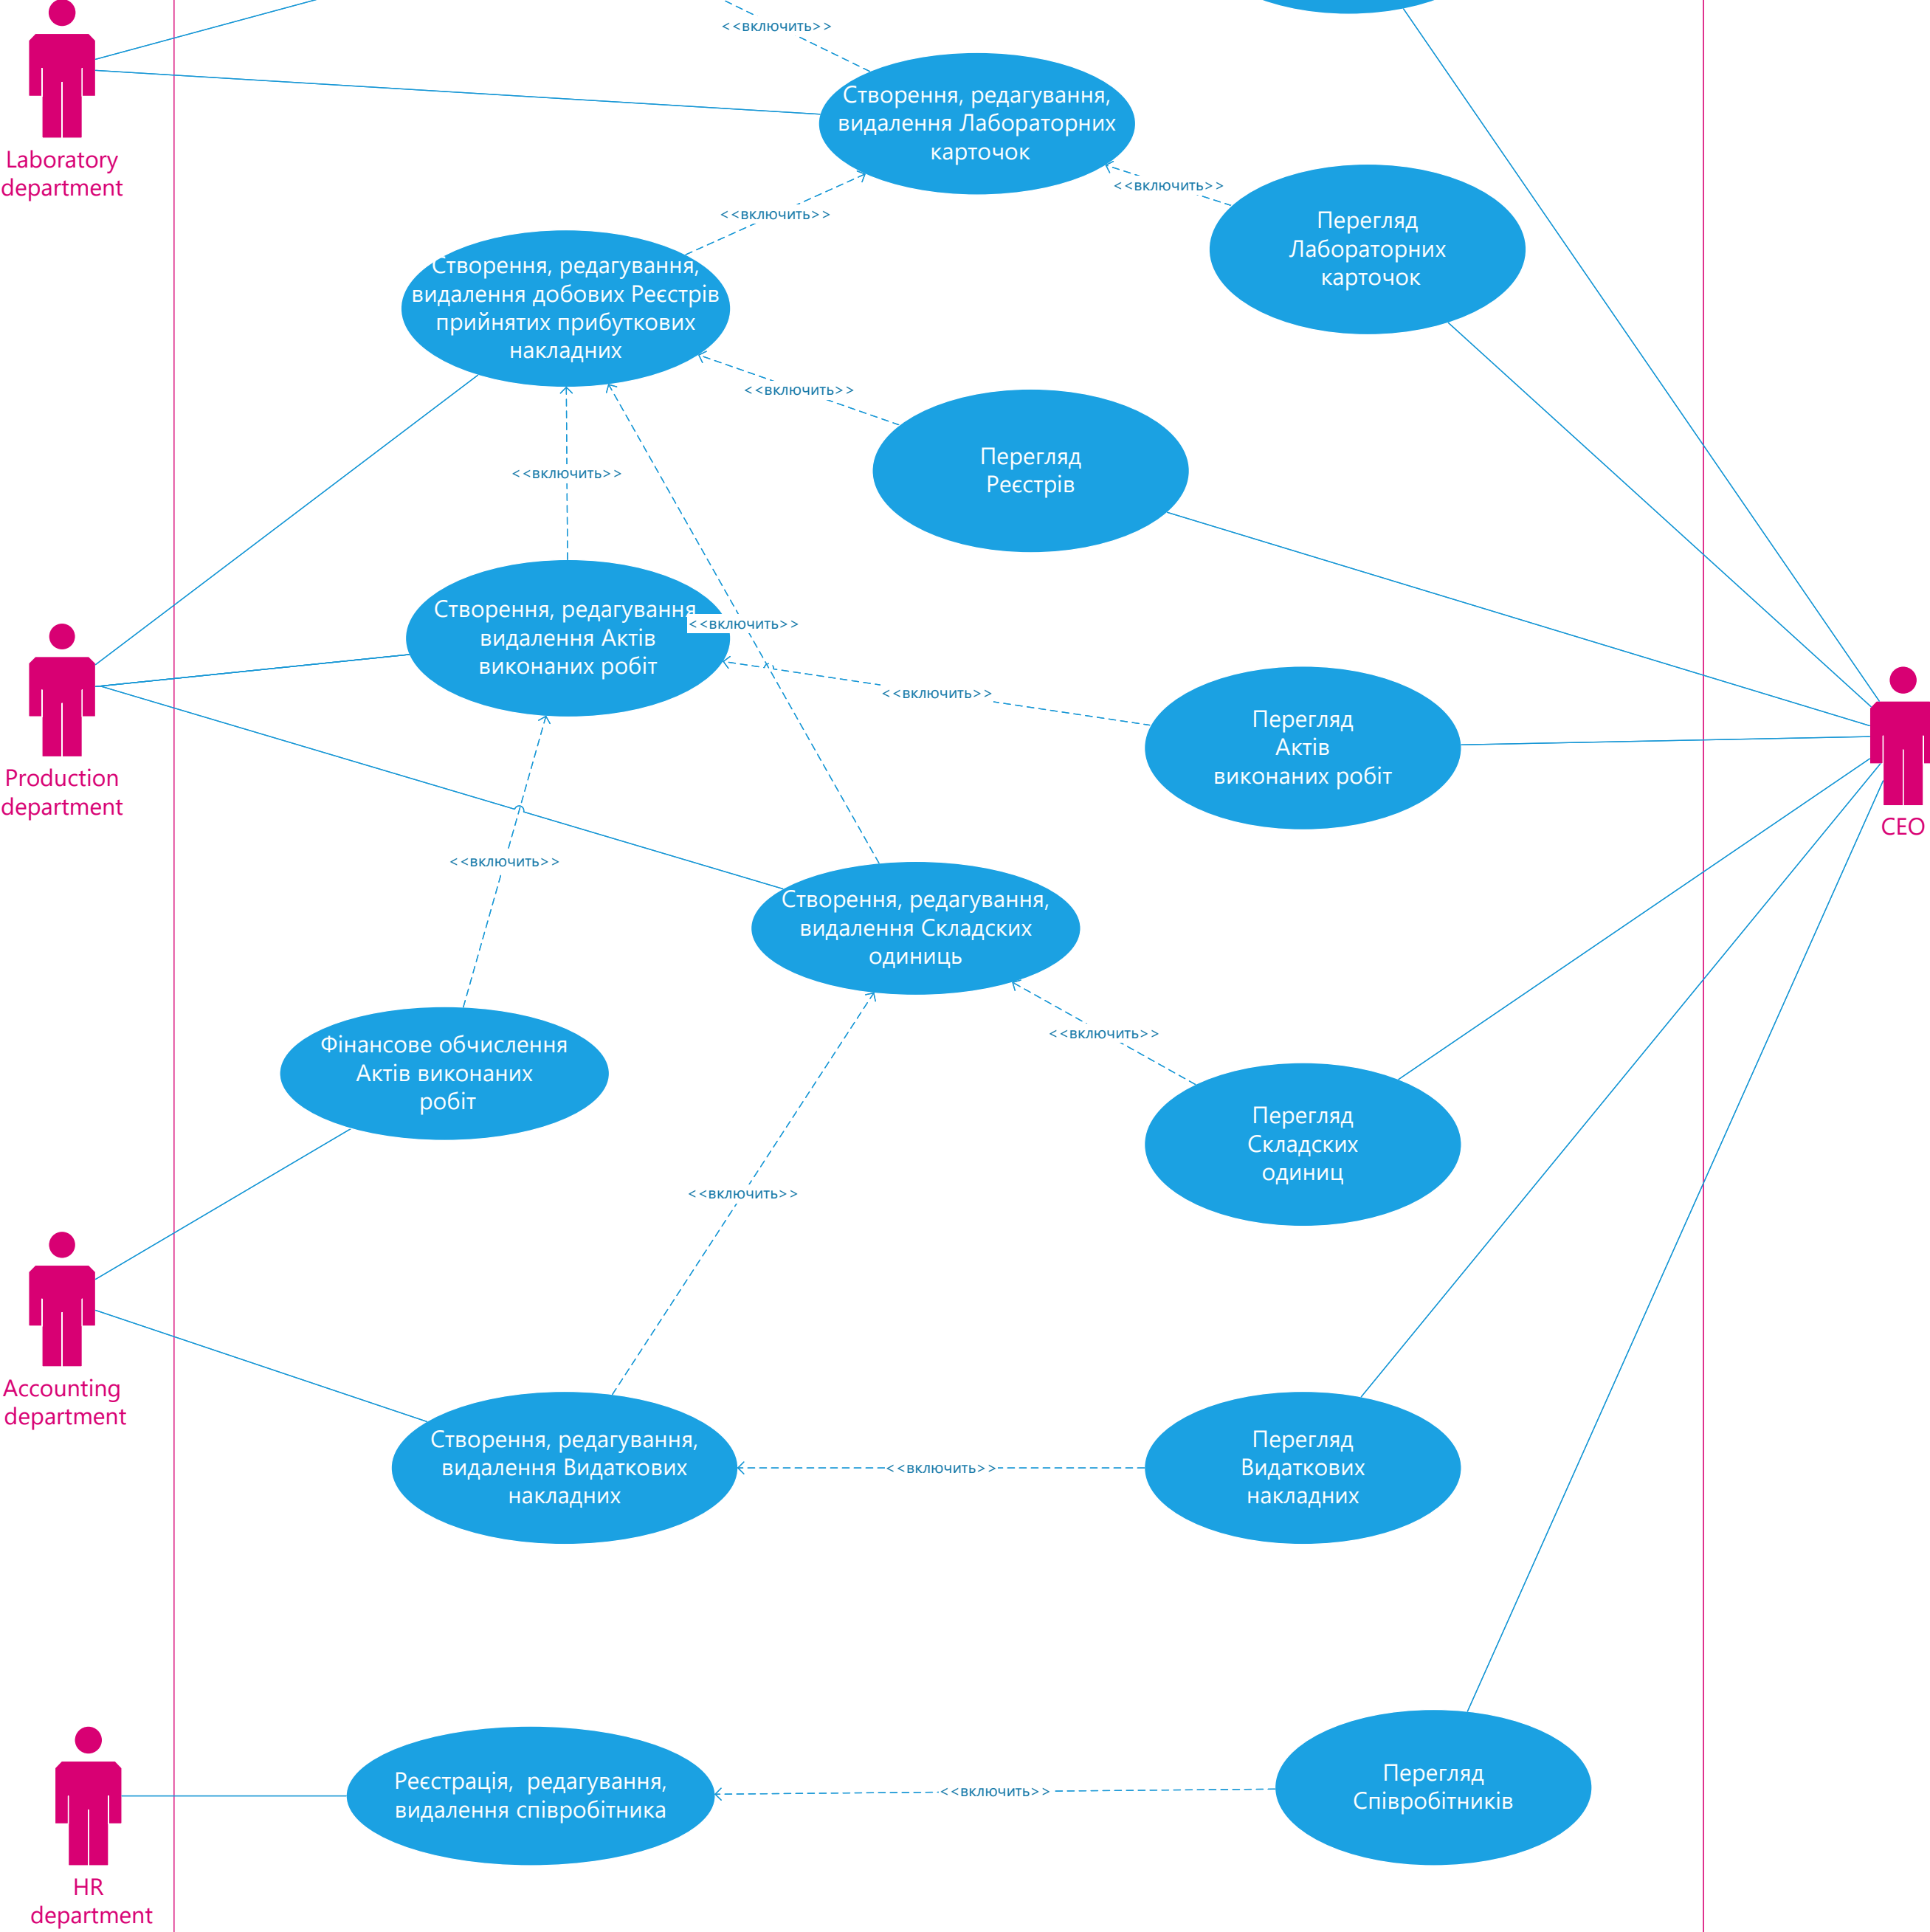 <<включить>>
Створення, редагування,
видалення Лабораторних
карточок
Laboratory
department
<<включить>>
<<включить>>
Перегляд
Лабораторних
карточок
Створення, редагування,
видалення добових Реєстрів
прийнятих прибуткових
накладних
<<включить>>
Перегляд
Реєстрів
<<включить>>
Створення, редагування
видалення Актів
виконаних робіт
<<включить>>
<<включить>>
Перегляд
Актів
виконаних робіт
Production
department
CEO
<<включить>>
Створення, редагування,
видалення Складских
одиниць
<<включить>>
Фінансове обчислення
Актів виконаних
робіт
Перегляд
Складских
одиниц
<<включить>>
Accounting
department
Створення, редагування,
видалення Видаткових
накладних
<<включить>>
Перегляд
Видаткових
накладних
Реєстрація,  редагування,
видалення співробітника
<<включить>>
Перегляд
Співробітників
HR
department